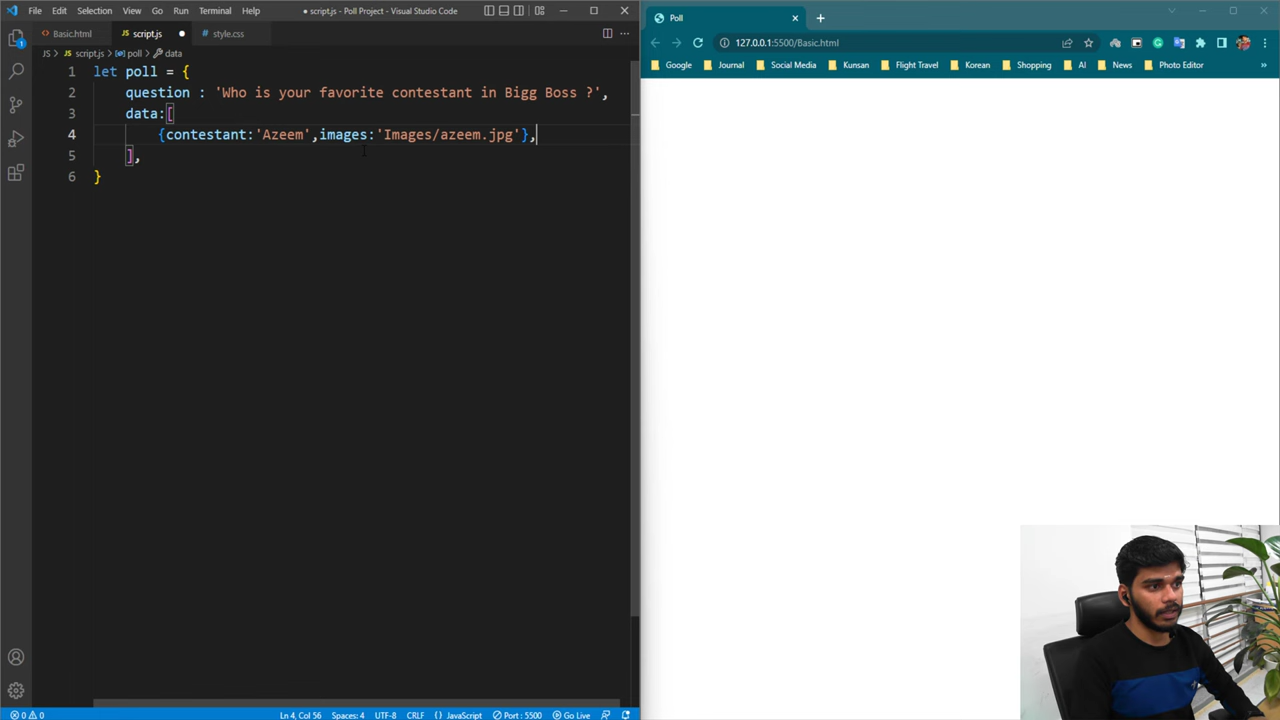 File Edit Selection View Go Run Terminal Help
● script.js - Poll Project - Visual Studio Code
Poll
Basic.html script.js ● style.css
127.0.0.1:5500/Basic.html
JS > script.js > poll > data
Google Journal Social Media Kunsan Flight Travel Korean Shopping AI News Photo Editor »
1 let poll = {
2 question : 'Who is your favorite contestant in Bigg Boss ?',
3 data:[
4 {contestant:'Azeem',images:'Images/azeem.jpg'},
5 ],
6 }
0 0 Ln 4, Col 56 Spaces: 4 UTF-8 CRLF {} JavaScript Port : 5500 Go Live